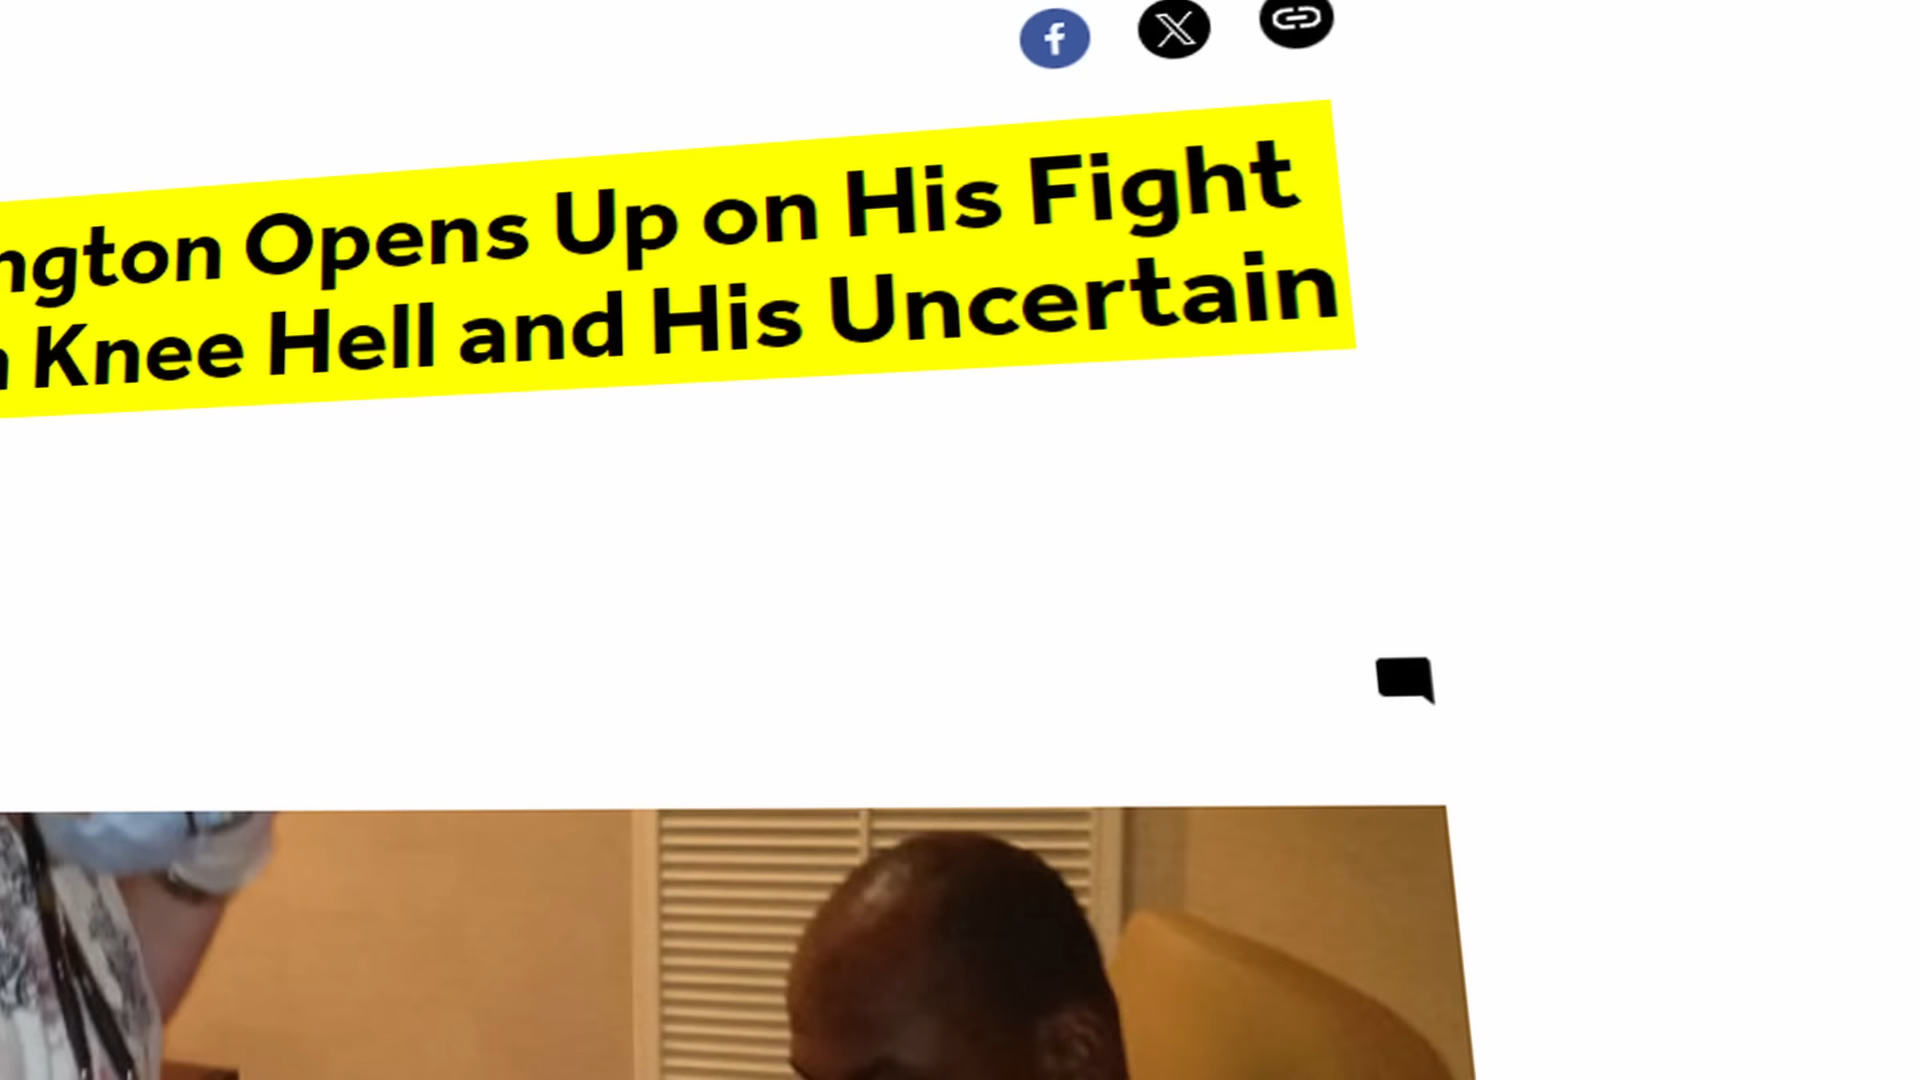 ngton Opens Up on His Fight
Knee Hell and His Uncertain